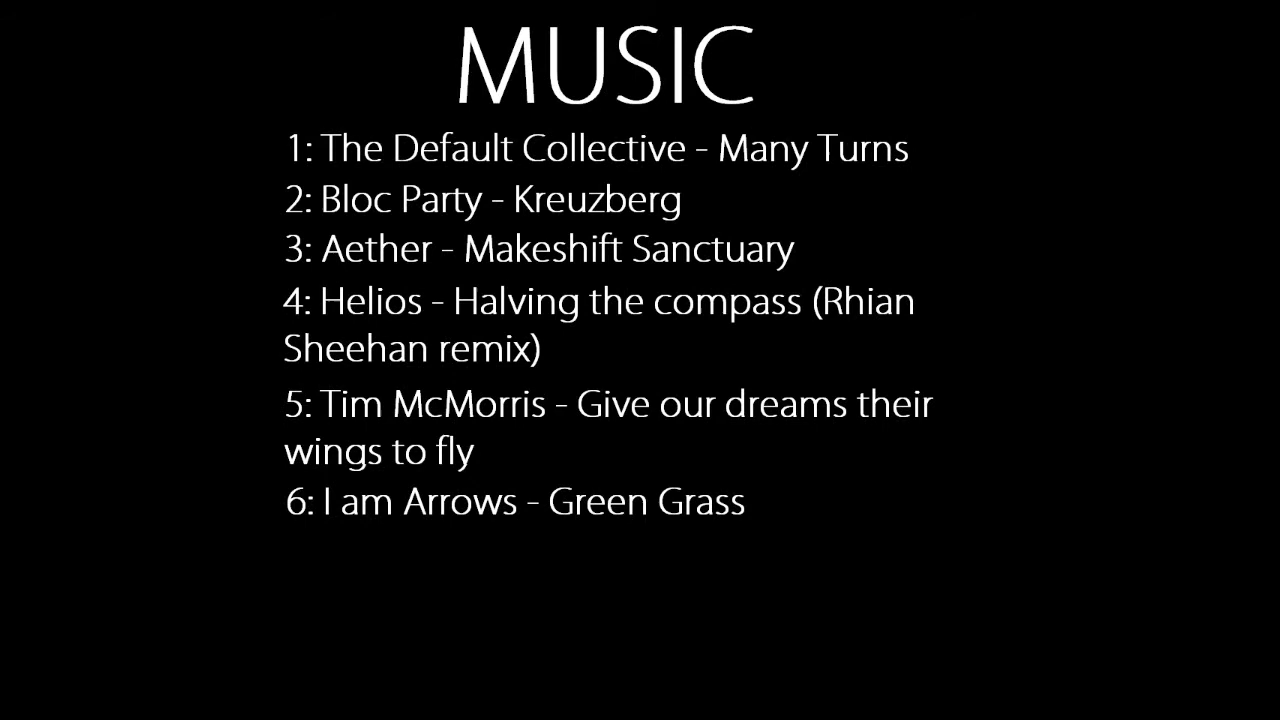 MUSIC
1: The Default Collective - Many Turns
2: Bloc Party - Kreuzberg
3: Aether - Makeshift Sanctuary
4: Helios - Halving the compass (Rhian
Sheehan remix)
5: Tim McMorris - Give our dreams their
wings to fly
6: I am Arrows - Green Grass